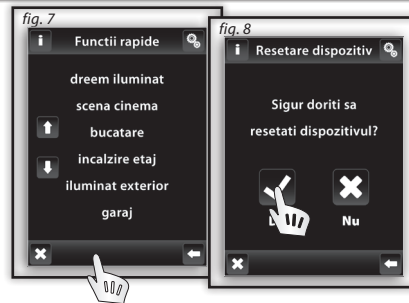 fig. 7
i
Functii rapide
dreem iluminat
scena cinema
bucatare
incalzire etaj
iluminat exterior
garaj
fig. 8
i
Resetare dispozitiv
Sigur doriti sa
resetati dispozitivul?
Nu